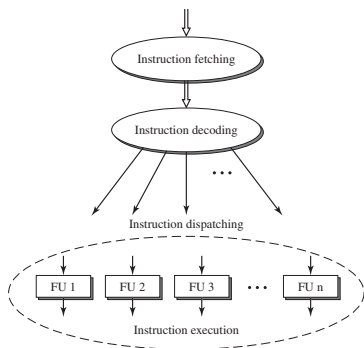 Instruction fetching
Instruction decoding
Instruction dispatching
FU 1 FU 2 FU 3 FU n
Instruction execution